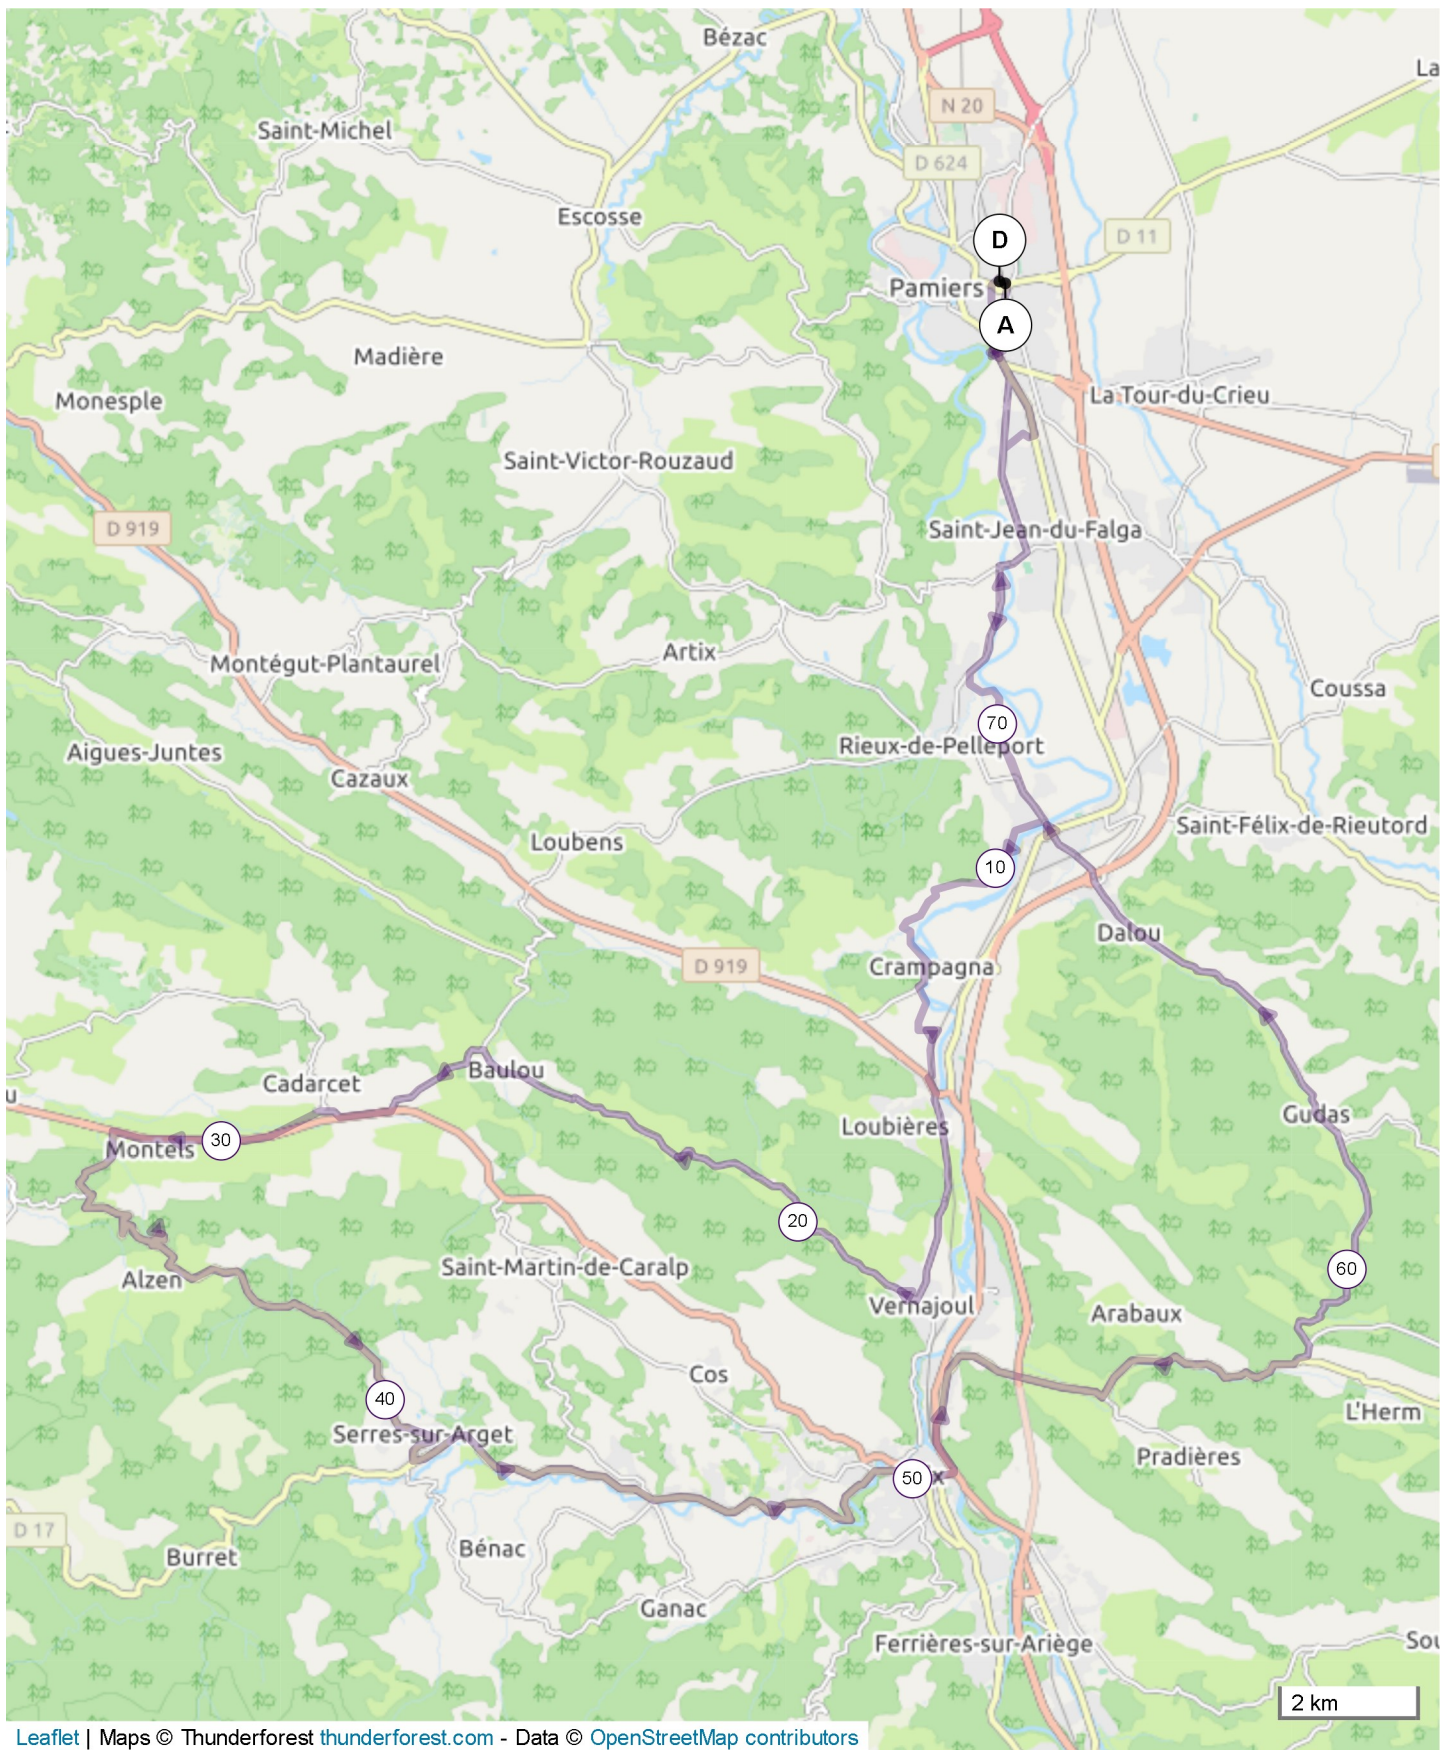 Bézac
La
N 20
Saint-Michel
D 624
Escosse
D 11
D
Pamiers
A
Madière
La Tour-du-Crieu
Monesple
Saint-Victor-Rouzaud
D 919
Saint-Jean-du-Falga
Artix
Montégut-Plantaurel
Coussa
70
Rieux-de-Pelleport
Aigues-Juntes
Cazaux
Saint-Félix-de-Rieutord
Loubens
10
Dalou
D 919
Crampagna
Baulou
Cadarcet
u
Gudas
Loubières
30
Montels
20
Saint-Martin-de-Caralp
60
Alzen
Vernajoul
Arabaux
Cos
40
L'Herm
Serres-sur-Arget
Pradières
50
x
D 17
Bénac
Burret
Ganac
Ferrières-sur-Ariège
Sou
2 km
Leaflet | Maps © Thunderforest thunderforest.com - Data © OpenStreetMap contributors